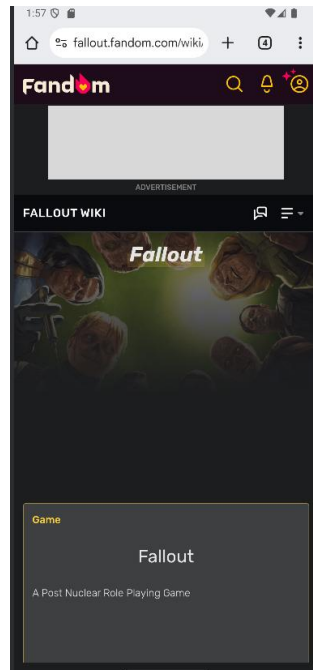 1:57
fallout.fandom.com/wiki/
4
Fandom
ADVERTISEMENT
FALLOUT WIKI
Fallout
Game
Fallout
A Post Nuclear Role Playing Game